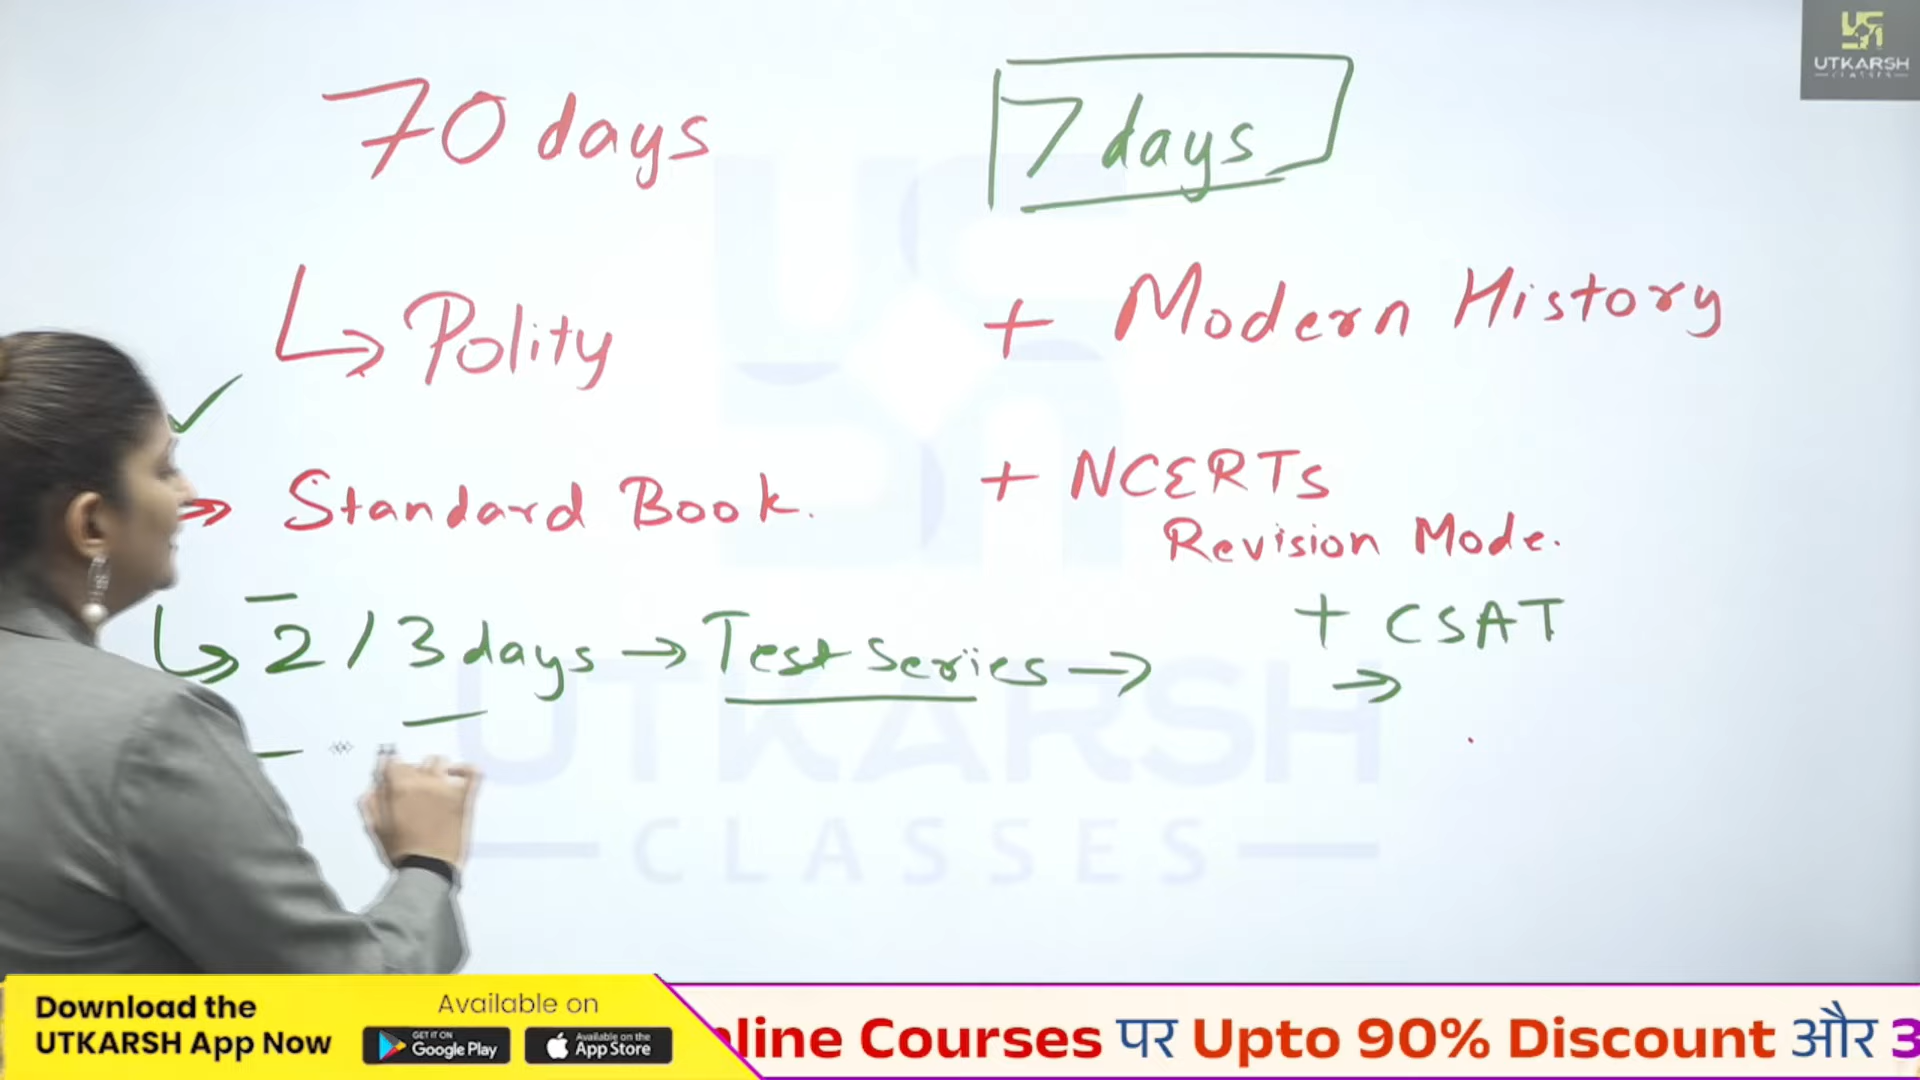 UTKARSH
CLASSES
70 days
7 days
Polity + Modern History
Standard Book. + NCERTs
Revision Mode.
+ CSAT
2 / 3 days → Test Series →
→
UTKARSH
CLASSES
Download the
UTKARSH App Now
Available on
GET IT ON
Google Play
Available on the
App Store
nline Courses पर Upto 90% Discount और 3